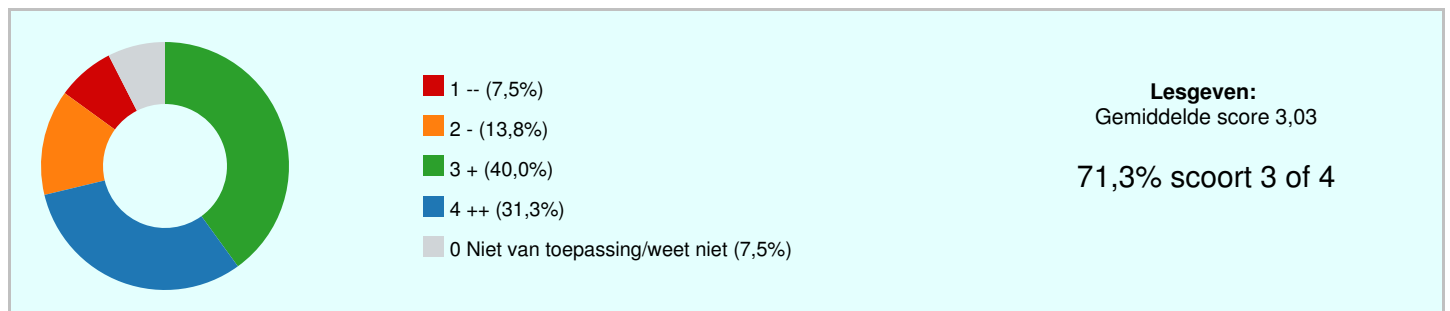 1 -- (7,5%)
2 - (13,8%)
3 + (40,0%)
4 ++ (31,3%)
0 Niet van toepassing/weet niet (7,5%)
Lesgeven:
Gemiddelde score 3,03
71,3% scoort 3 of 4